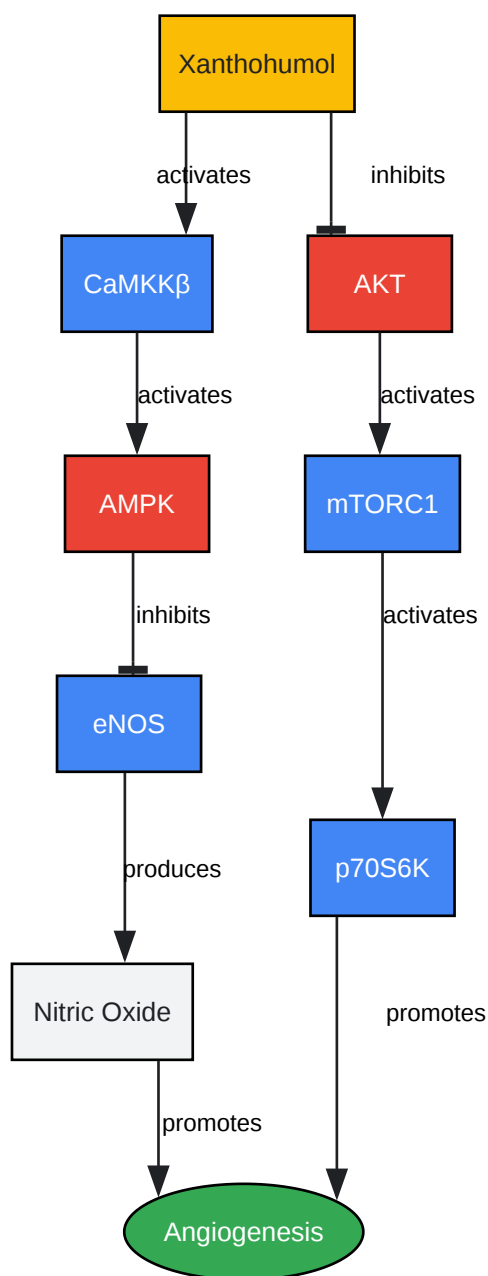 Xanthohumol
activates
inhibits
CaMKKβ
AKT
activates
activates
AMPK
mTORC1
inhibits
activates
eNOS
p70S6K
produces
Nitric Oxide
promotes
promotes
Angiogenesis